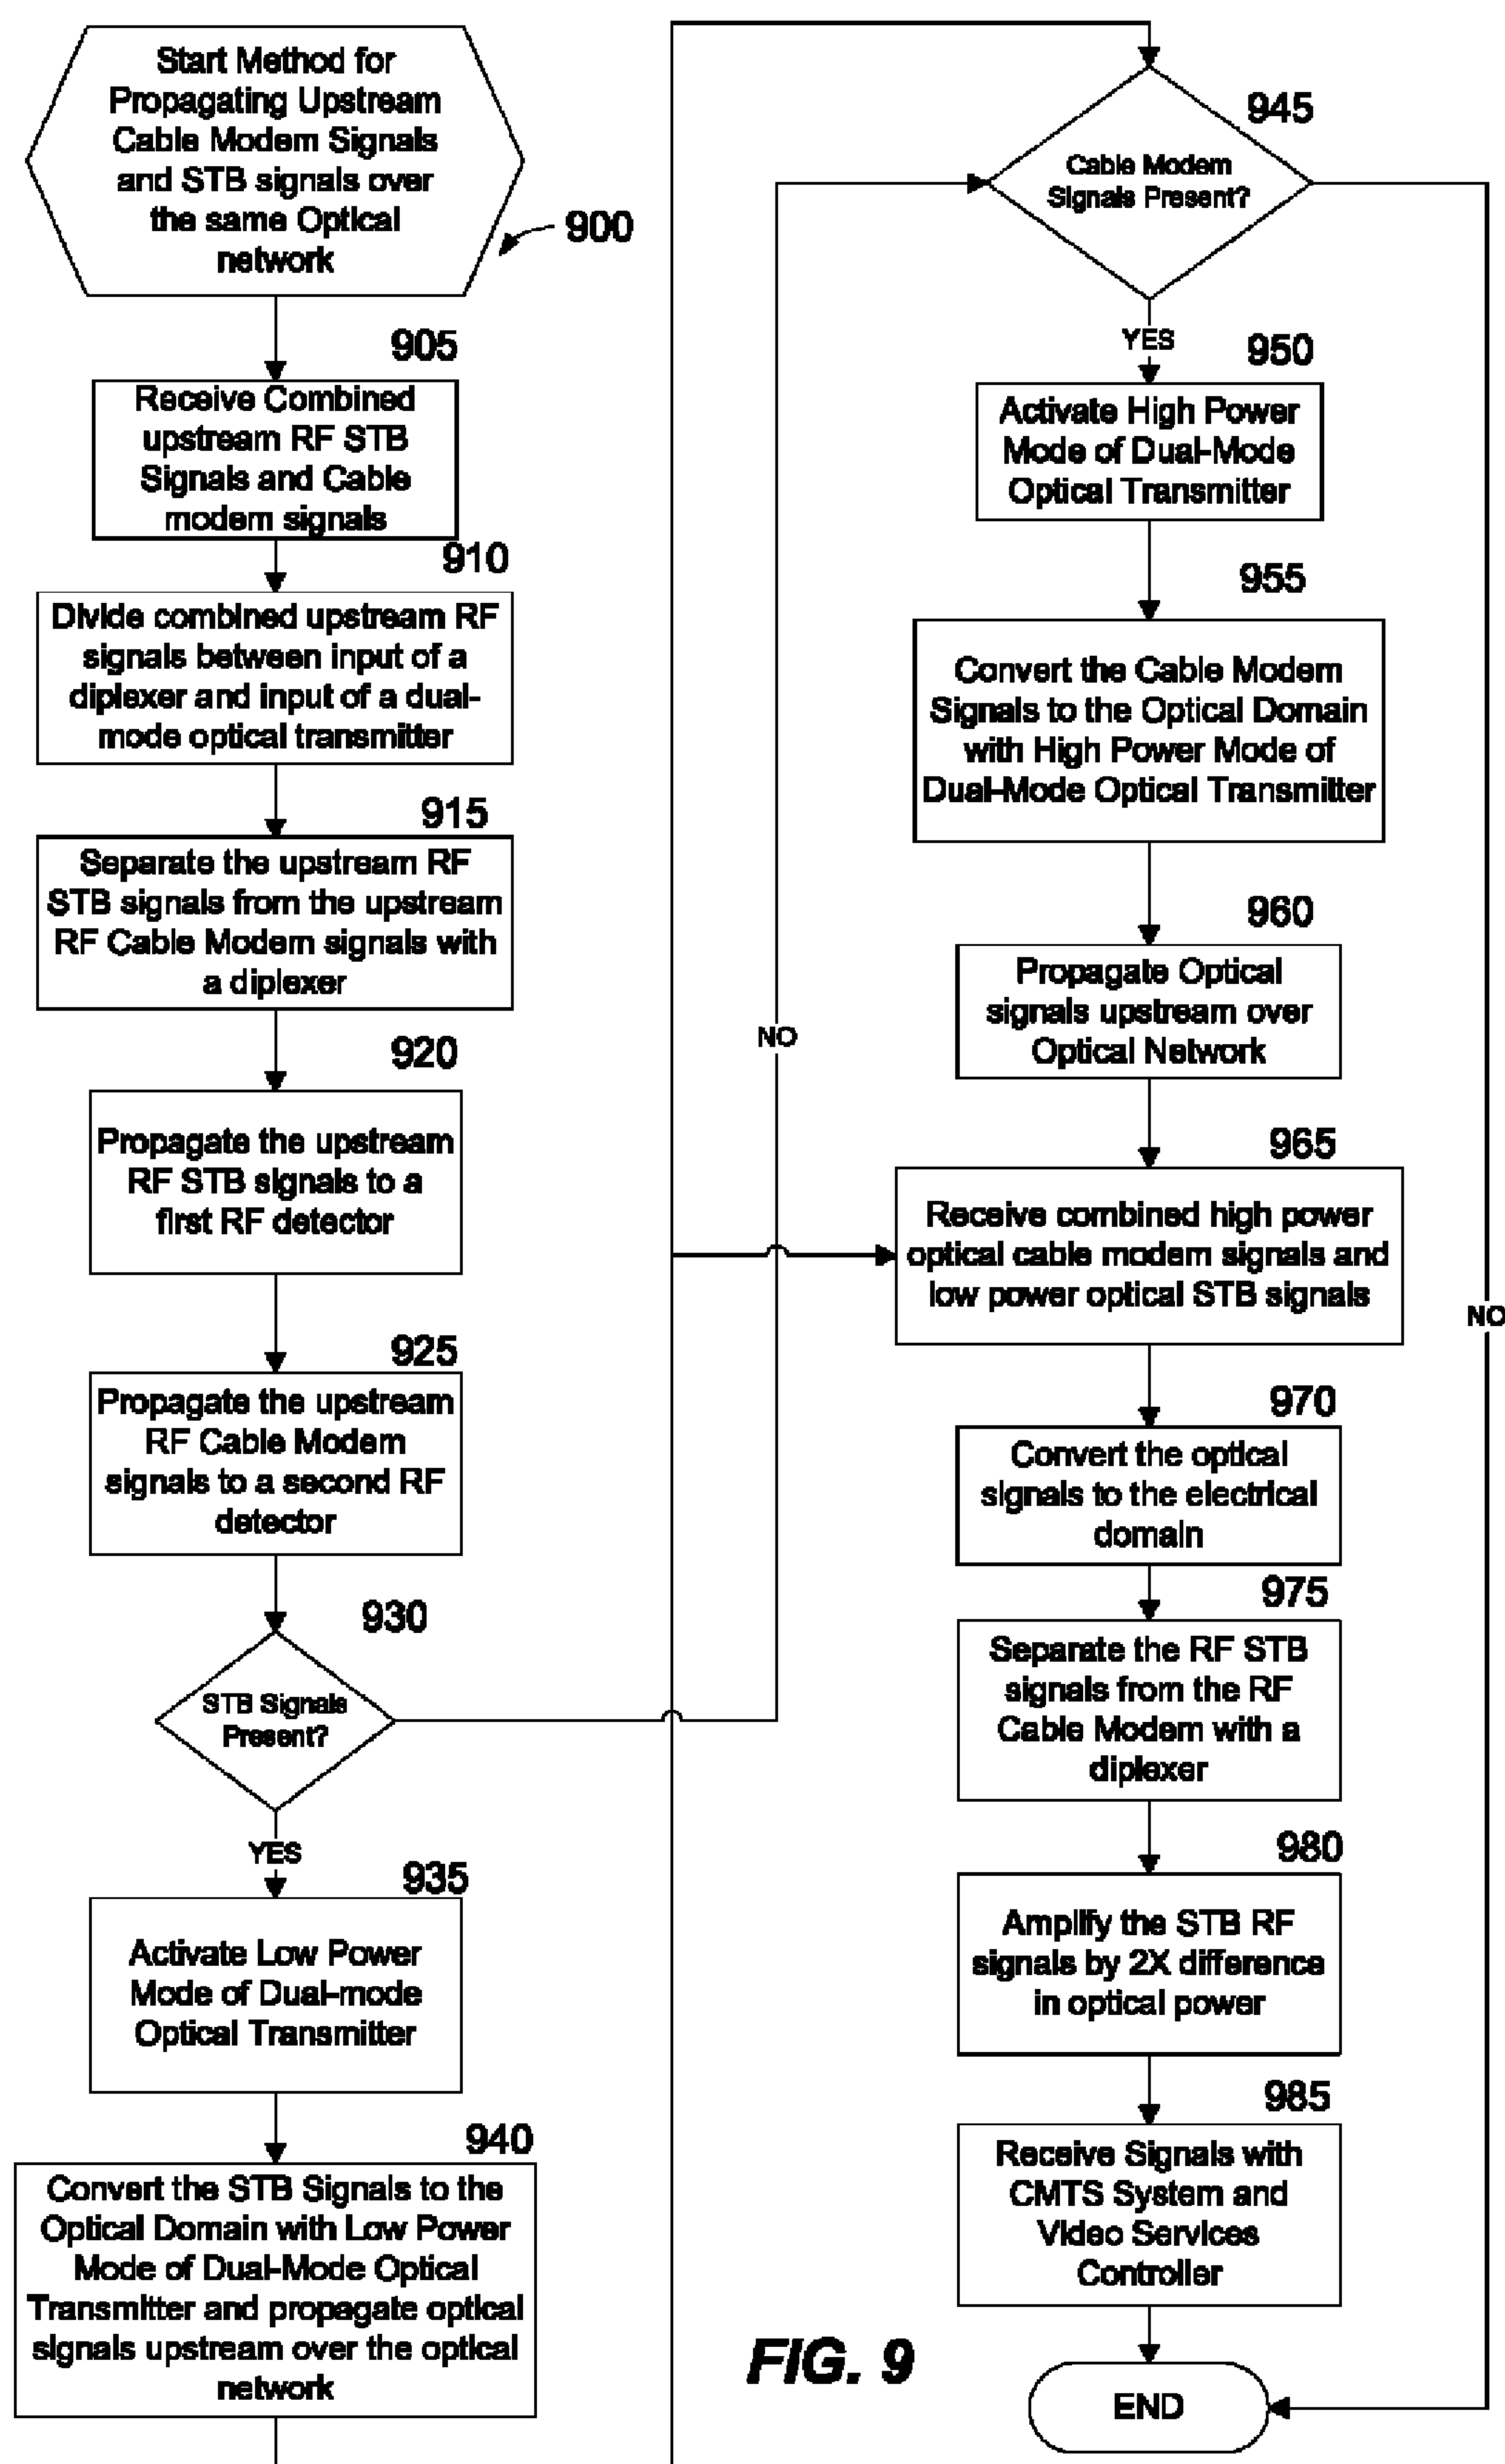 Start Method for
Propagating Upstream
Cable Modem Signals
and STB signals over
the same Optical
network
900
905
Receive Combined
upstream RF STB
Signals and Cable
modem signals
910
Divide combined upstream RF
signals between input of a
diplexer and input of a dual-
mode optical transmitter
915
Separate the upstream RF
STB signals from the upstream
RF Cable Modem signals with
a diplexer
920
Propagate the upstream
RF STB signals to a
first RF detector
925
Propagate the upstream
RF Cable Modem
signals to a second RF
detector
930
STB Signals
Present?
NO
YES
935
Activate Low Power
Mode of Dual-mode
Optical Transmitter
940
Convert the STB Signals to the
Optical Domain with Low Power
Mode of Dual-Mode Optical
Transmitter and propagate optical
signals upstream over the optical
network
945
Cable Modem
Signals Present?
YES
NO
950
Activate High Power
Mode of Dual-Mode
Optical Transmitter
955
Convert the Cable Modem
Signals to the Optical Domain
with High Power Mode of
Dual-Mode Optical Transmitter
960
Propagate Optical
signals upstream over
Optical Network
965
Receive combined high power
optical cable modem signals and
low power optical STB signals
970
Convert the optical
signals to the electrical
domain
975
Separate the RF STB
signals from the RF
Cable Modem with a
diplexer
980
Amplify the STB RF
signals by 2X difference
in optical power
985
Receive Signals with
CMTS System and
Video Services
Controller
END
FIG. 9